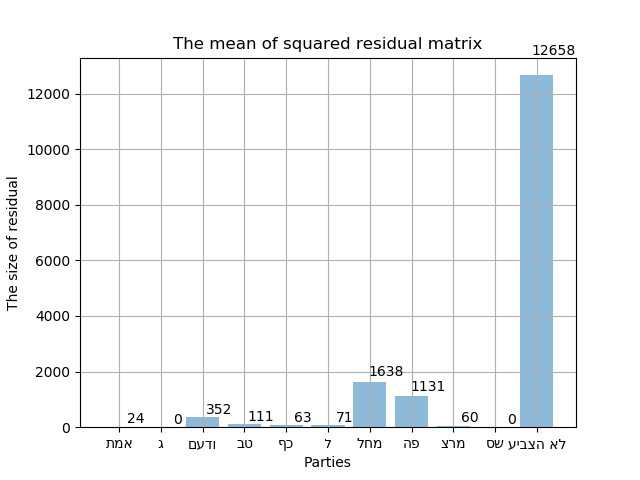 The mean of squared residual matrix
12658
12000
10000
8000
6000
4000
2000
0
The size of residual
24
0
352
111
63
71
1638
1131
60
0
אמת
ג
ודעם
טב
כף
ל
מחל
פה
מרצ
שס
לא הצביע
Parties